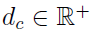 d_c ∈ ℝ⁺